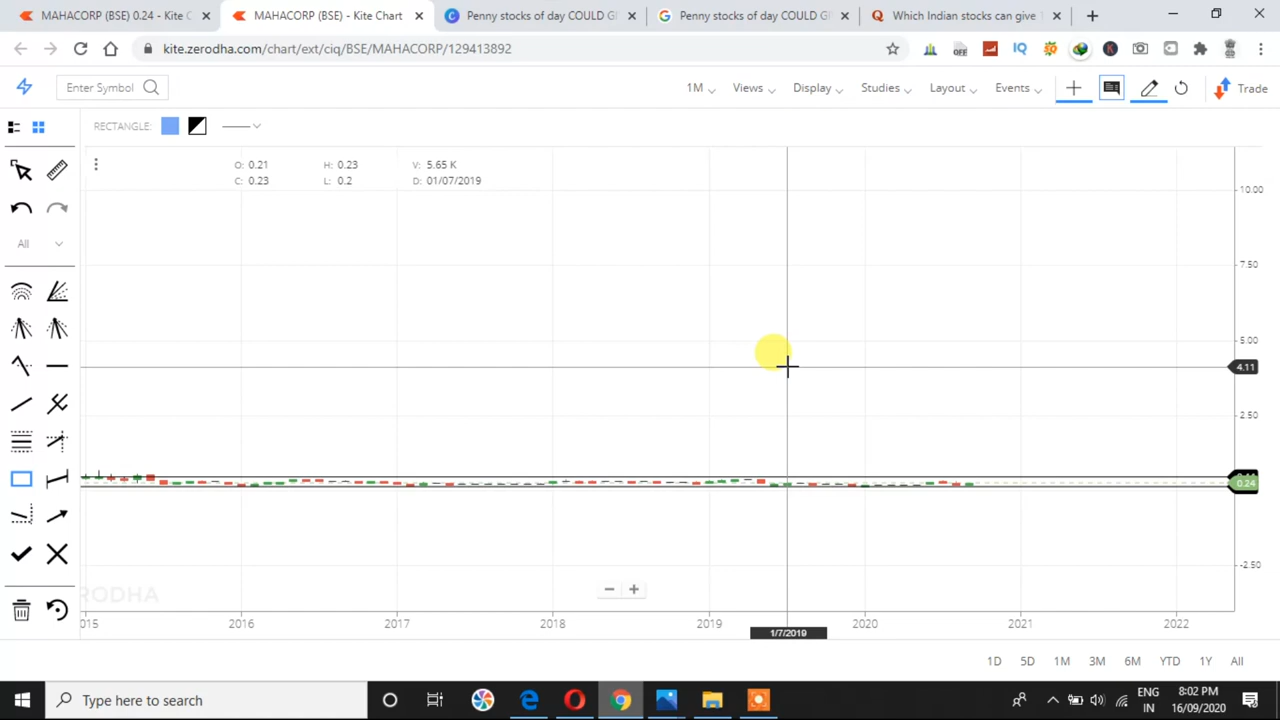 MAHACORP (BSE) 0.24 - Kite C
MAHACORP (BSE) - Kite Chart
Penny stocks of day COULD GI
Penny stocks of day COULD GI
Which Indian stocks can give
kite.zerodha.com/chart/ext/ciq/BSE/MAHACORP/129413892
OFF
IQ
K
Enter Symbol
1M
Views
Display
Studies
Layout
Events
Trade
RECTANGLE:
O: 0.21 H: 0.23 V: 5.65 K
C: 0.23 L: 0.2 D: 01/07/2019
All
10.00
7.50
5.00
4.11
2.50
0.24
-2.50
RODHA
015 2016 2017 2018 2019 2020 2021 2022
1/7/2019
1D 5D 1M 3M 6M YTD 1Y All
Type here to search
ENG
IN
8:02 PM
16/09/2020